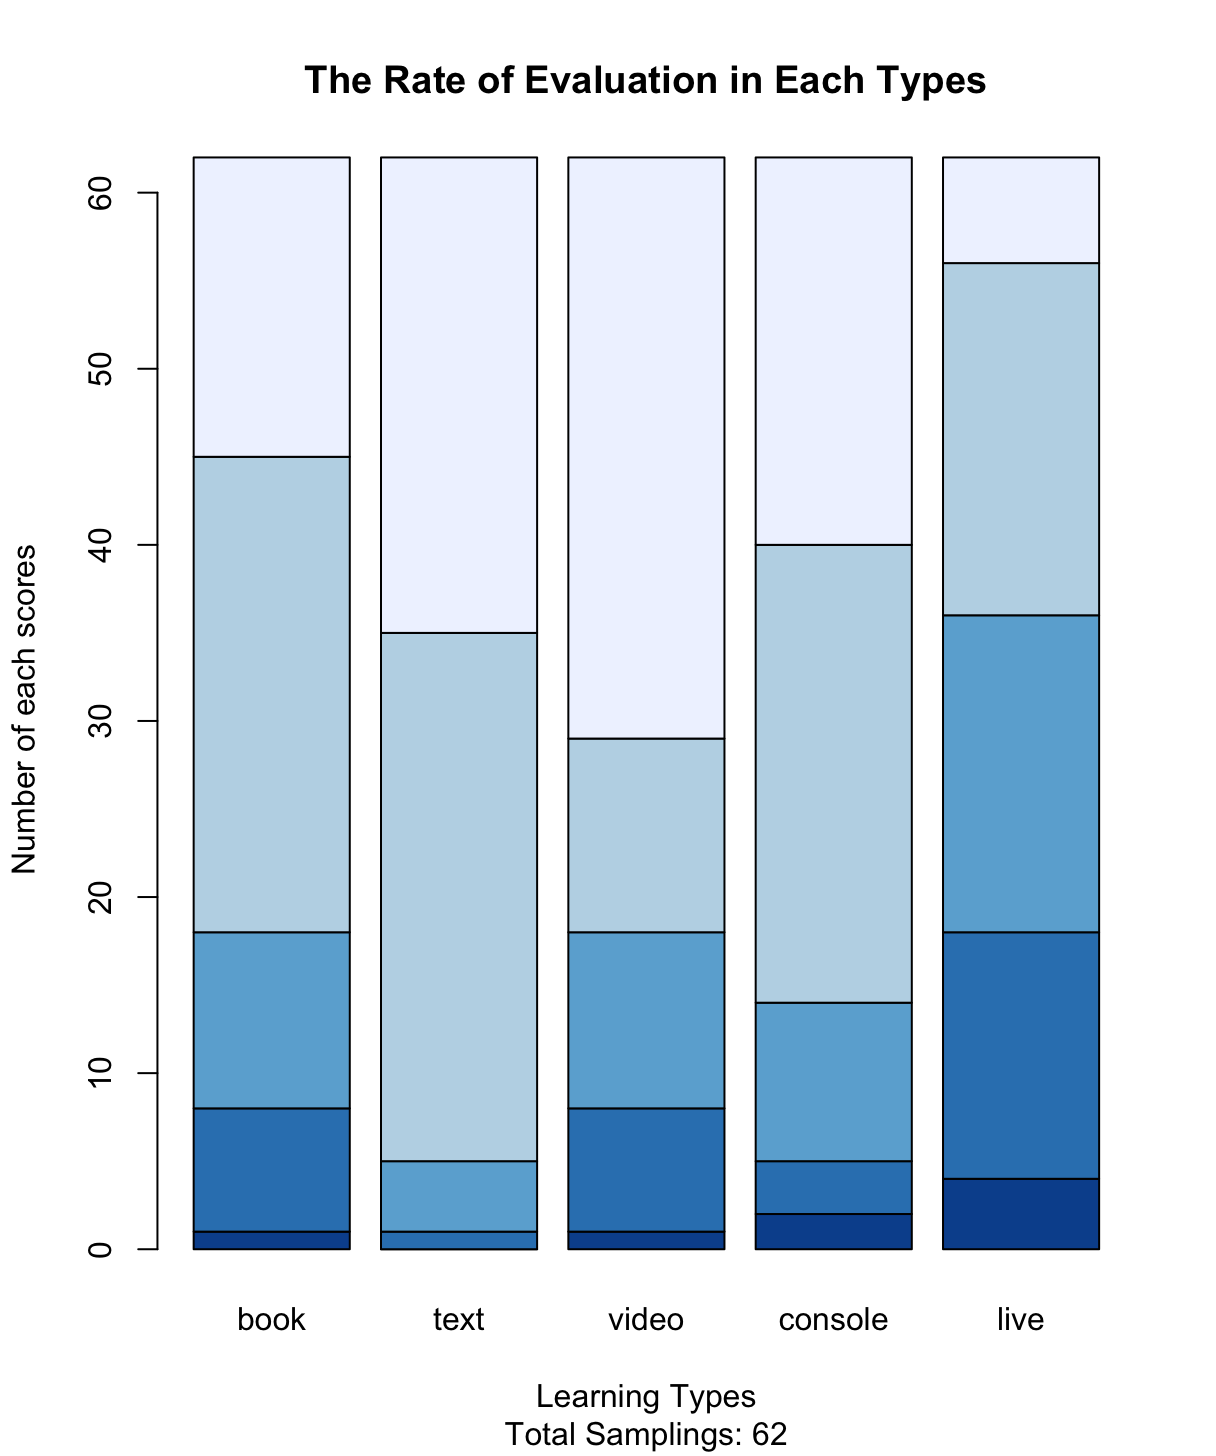 The Rate of Evaluation in Each Types
60
50
40
30
20
10
0
Number of each scores
book text video console live
Learning Types
Total Samplings: 62